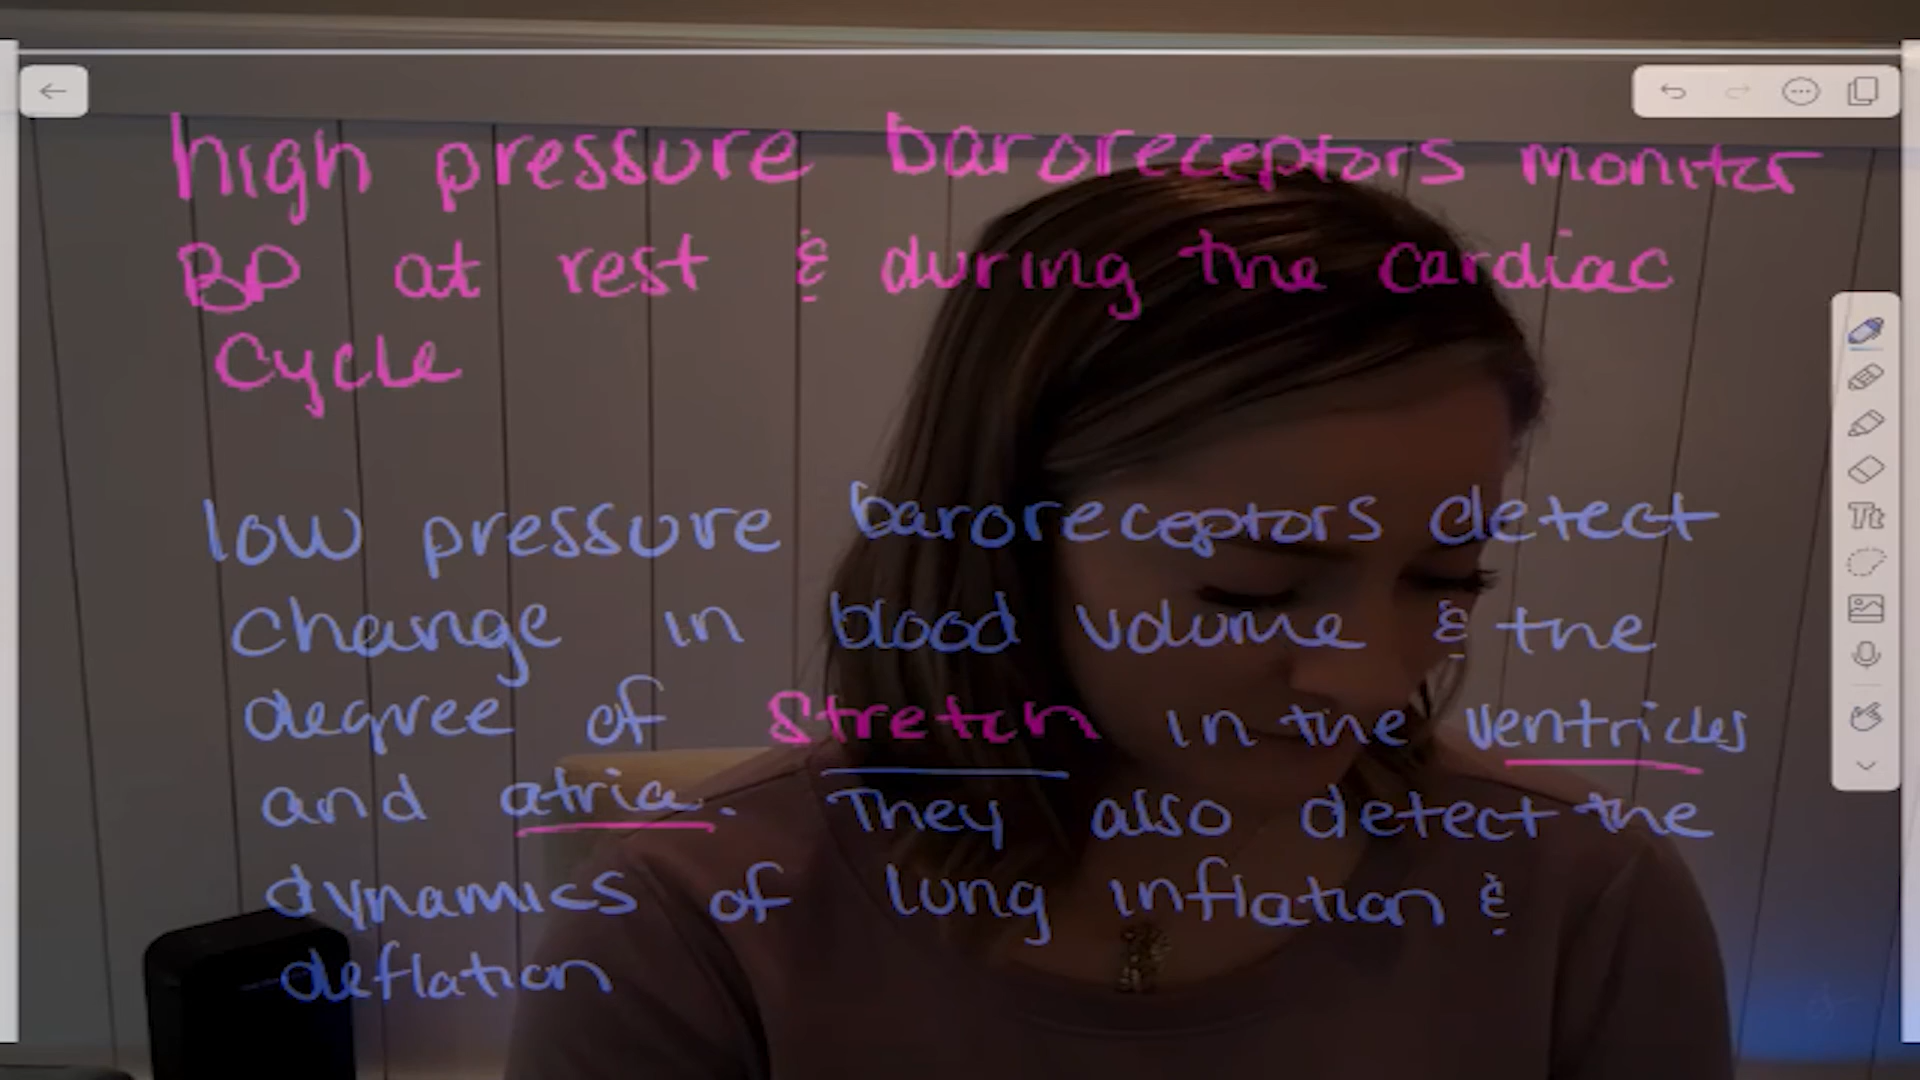 high pressure baroreceptors monitor
BP at rest & during the cardiac
cycle
low pressure baroreceptors detect
change in blood volume & the
degree of stretch in the ventricles
and atria. They also detect the
dynamics of lung inflation &
deflation
Tt